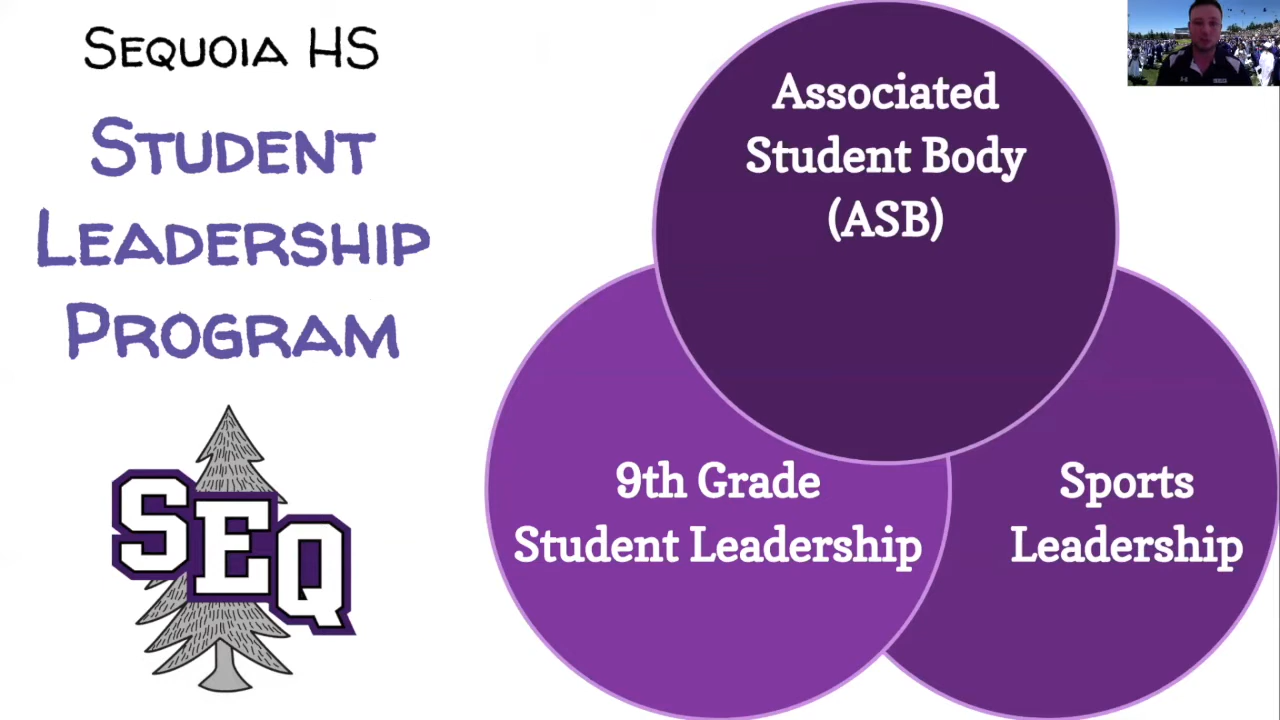 Sequoia HS
Student
Leadership
Program
SEQ
Associated
Student Body
(ASB)
9th Grade
Student Leadership
Sports
Leadership